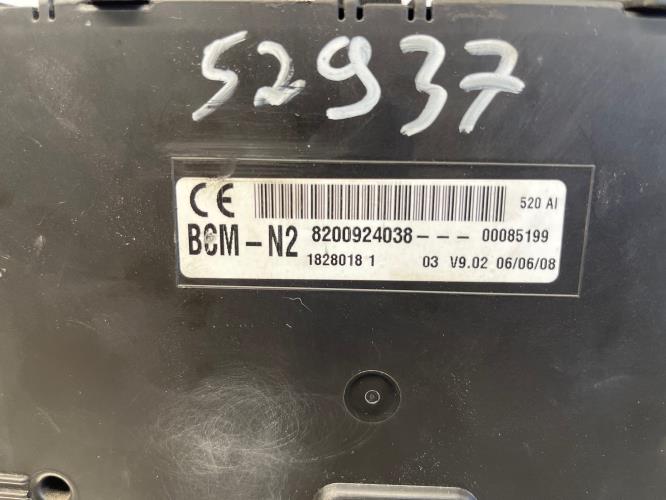 52937
CE 520 AI
BCM-N2 8200924038--- 00085199
1828018 1 03 V9.02 06/06/08